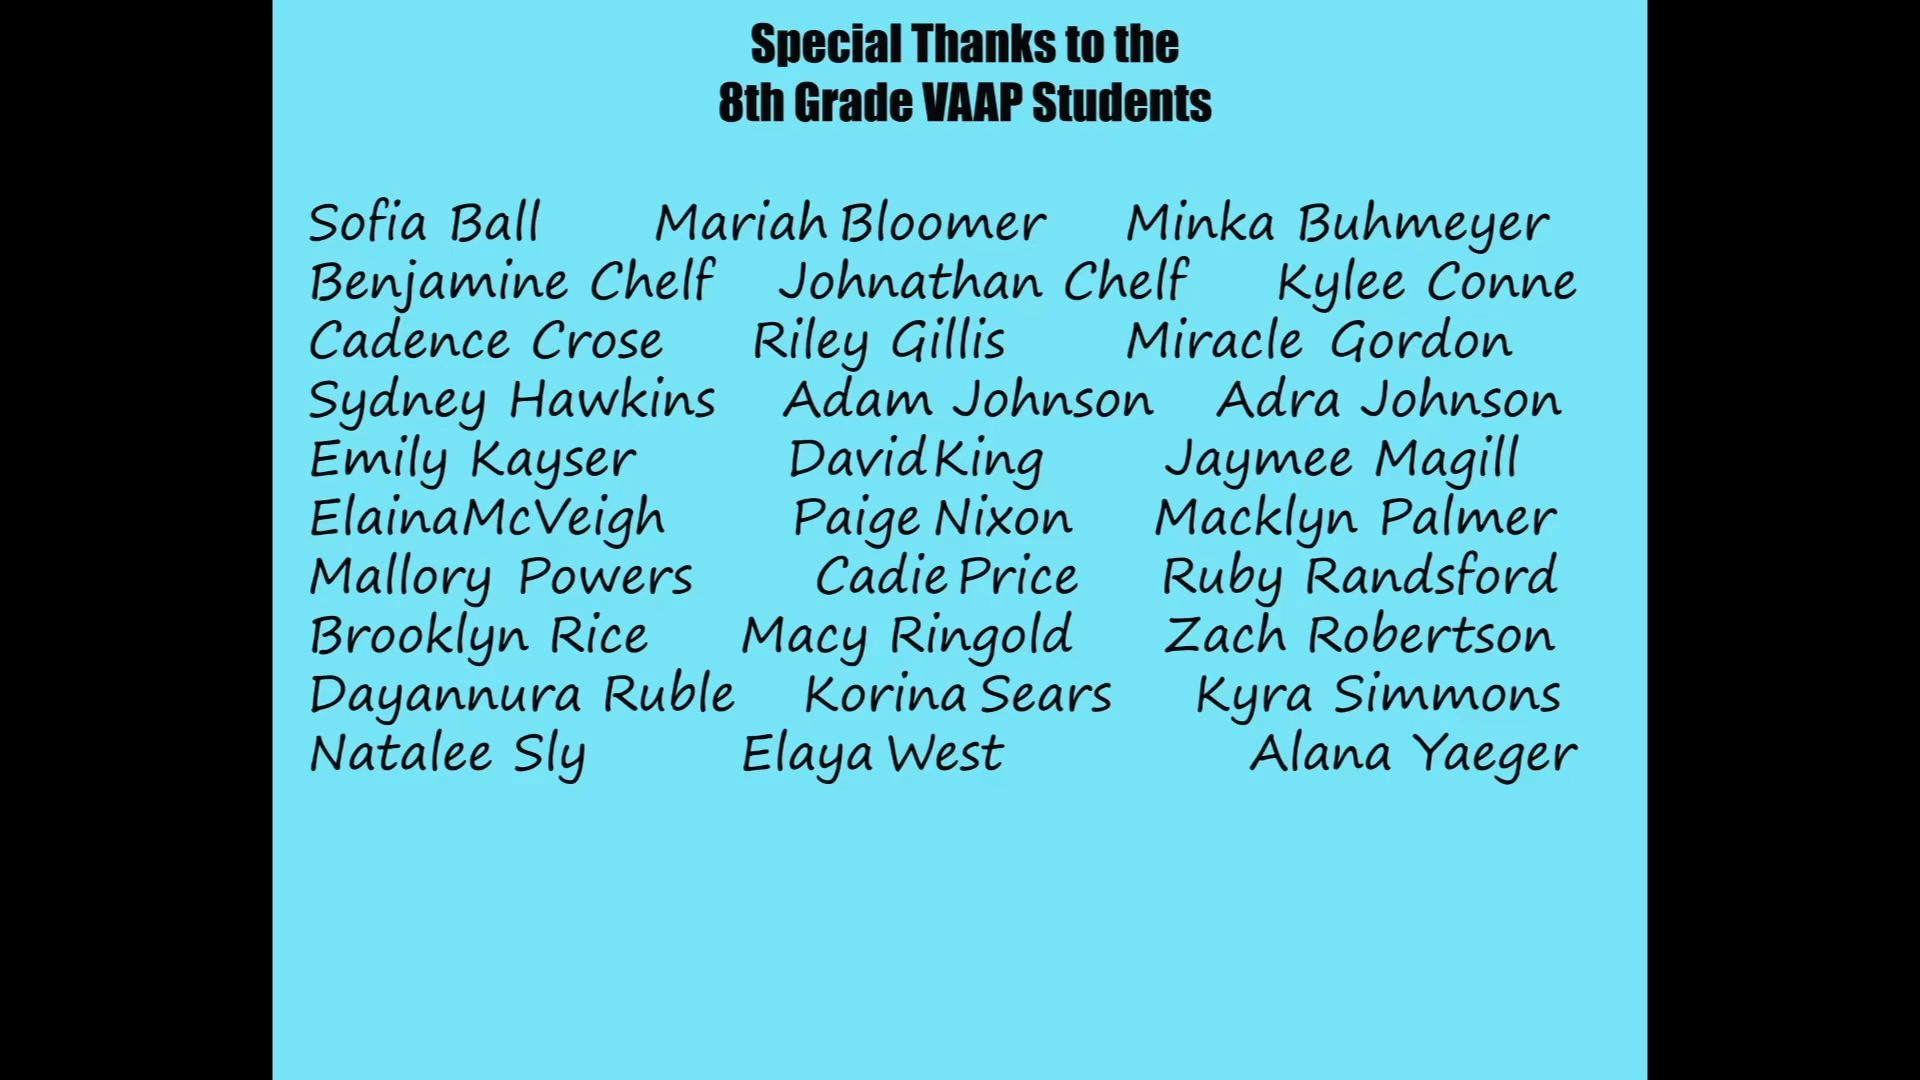 Special Thanks to the
8th Grade VAAP Students
Sofia Ball Mariah Bloomer Minka Buhmeyer
Benjamine Chelf Johnathan Chelf Kylee Conne
Cadence Crose Riley Gillis Miracle Gordon
Sydney Hawkins Adam Johnson Adra Johnson
Emily Kayser David King Jaymee Magill
ElainaMcVeigh Paige Nixon Macklyn Palmer
Mallory Powers Cadie Price Ruby Randsford
Brooklyn Rice Macy Ringold Zach Robertson
Dayannura Ruble Korina Sears Kyra Simmons
Natalee Sly Elaya West Alana Yaeger